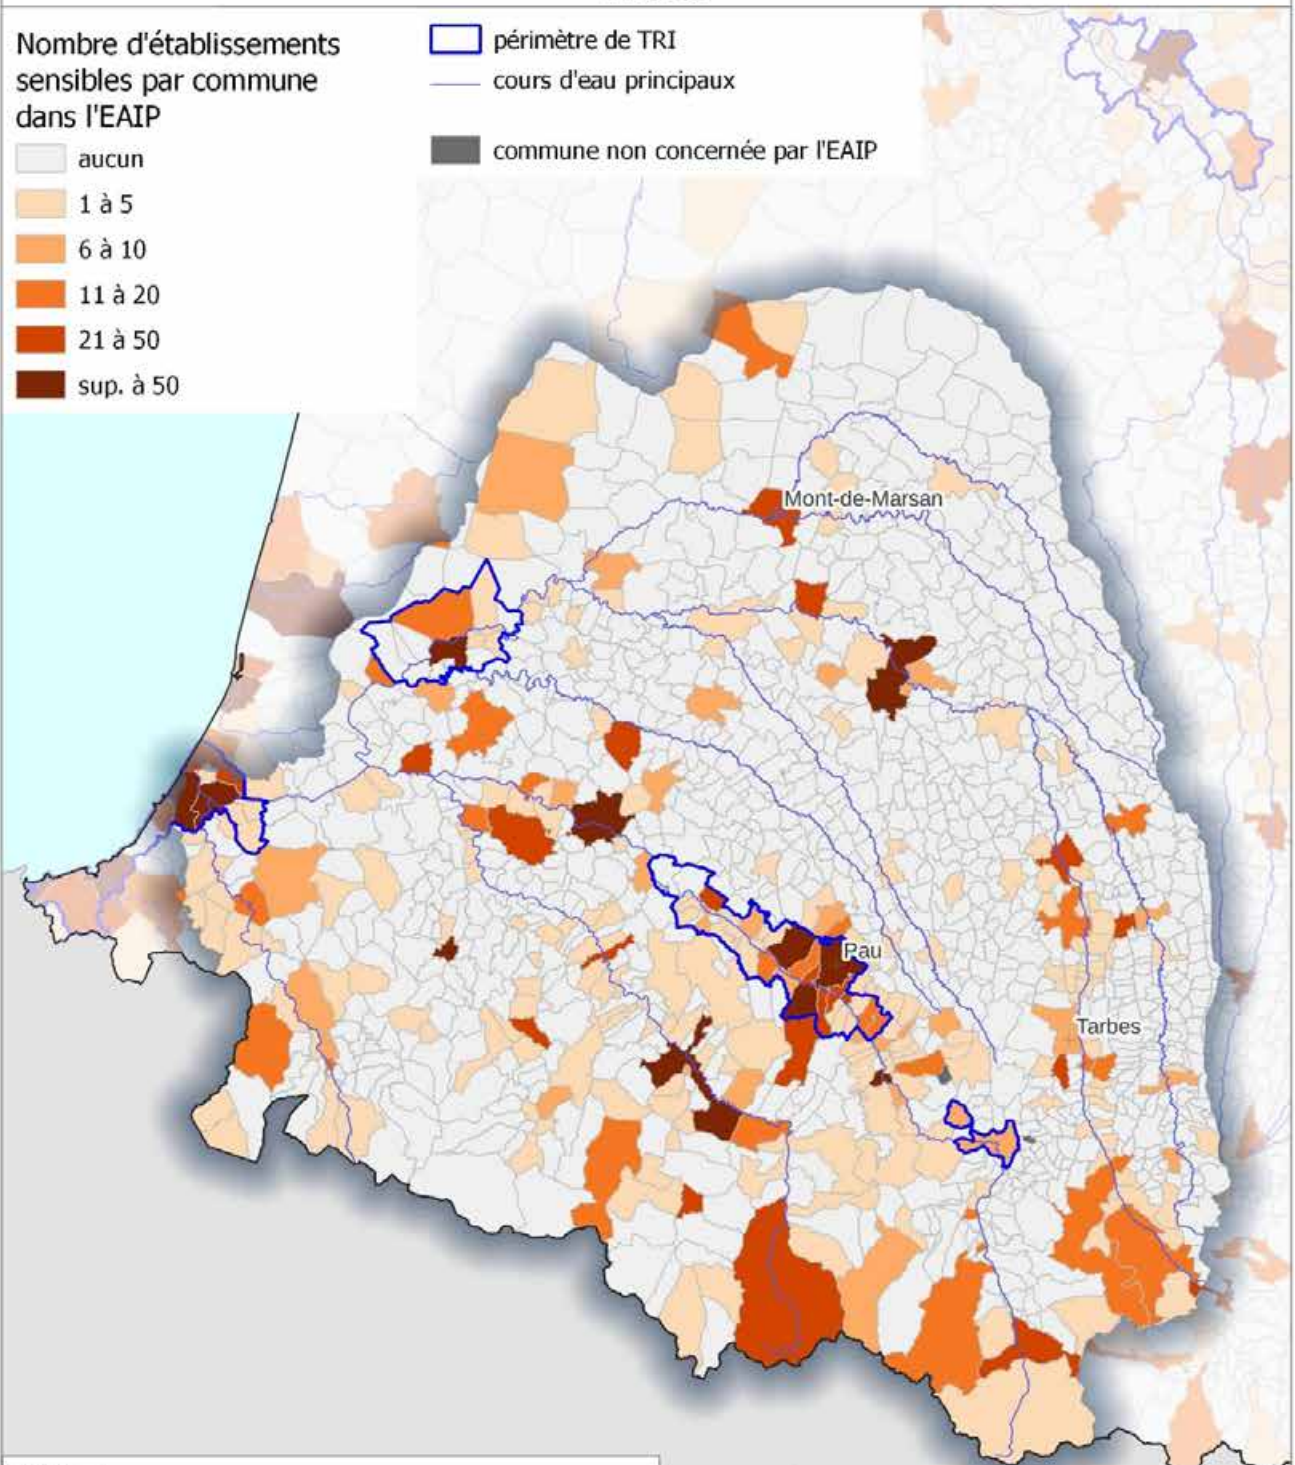 Nombre d'établissements
sensibles par commune
dans l'EAIP
aucun
1 à 5
6 à 10
11 à 20
21 à 50
sup. à 50
périmètre de TRI
cours d'eau principaux
commune non concernée par l'EAIP
Mont-de-Marsan
Pau
Tarbes